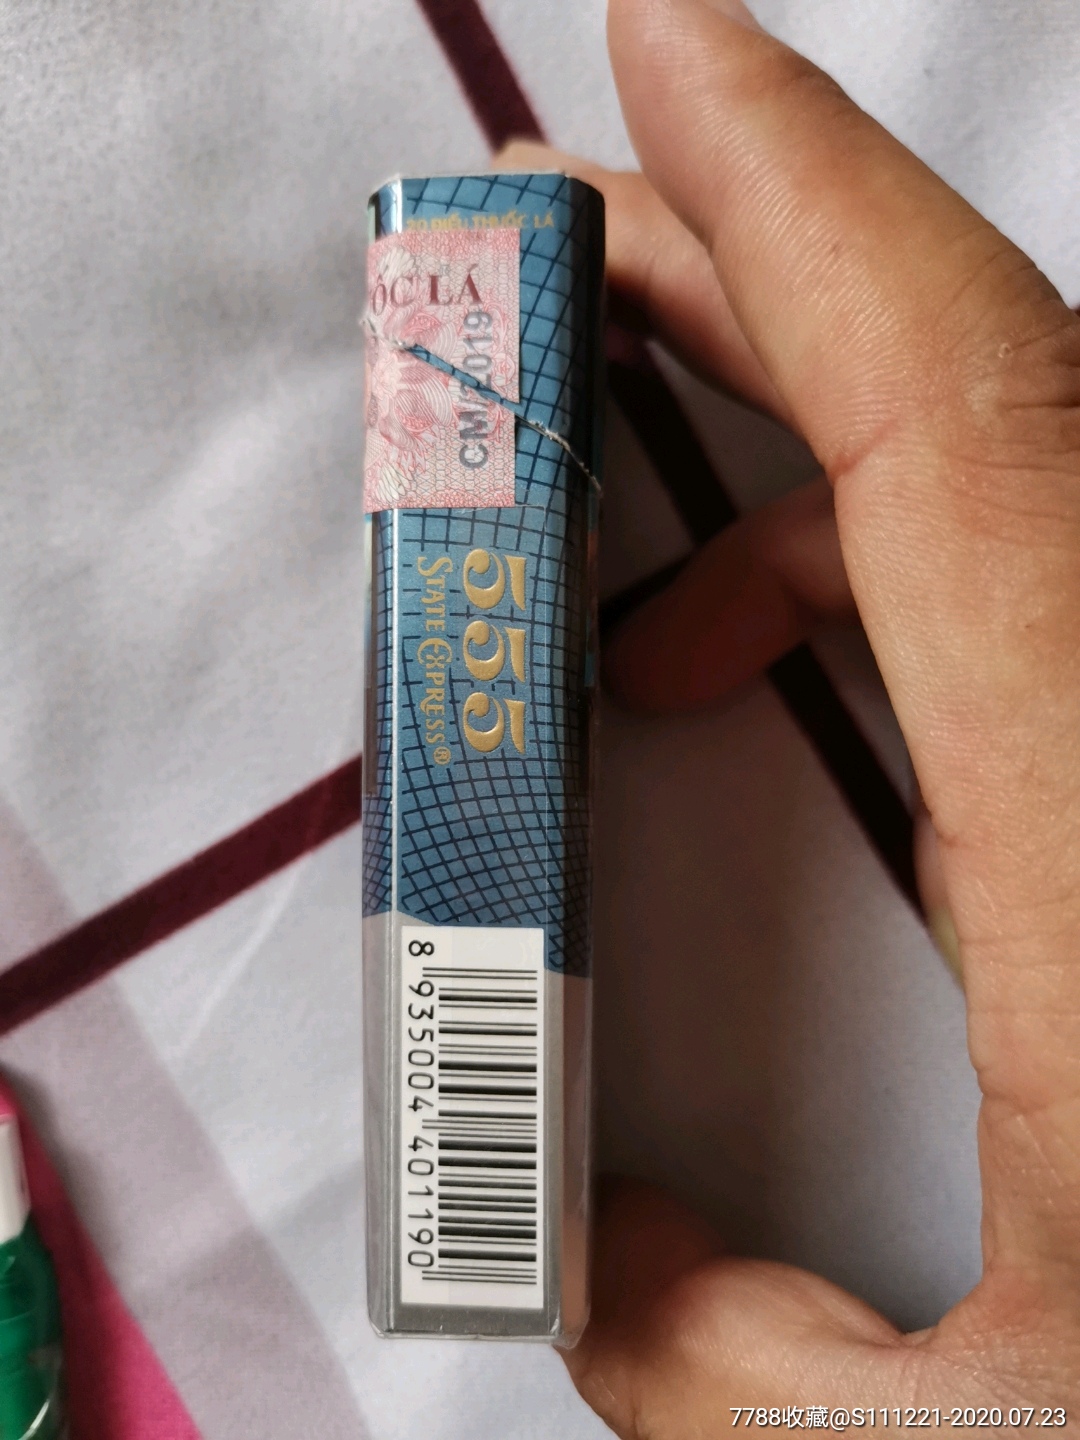 20 ĐIẾU THUỐC LÁ
ỐC LÁ
CM/2019
555
STATE EXPRESS®
8 935004 401190
7788收藏@S111221-2020.07.23